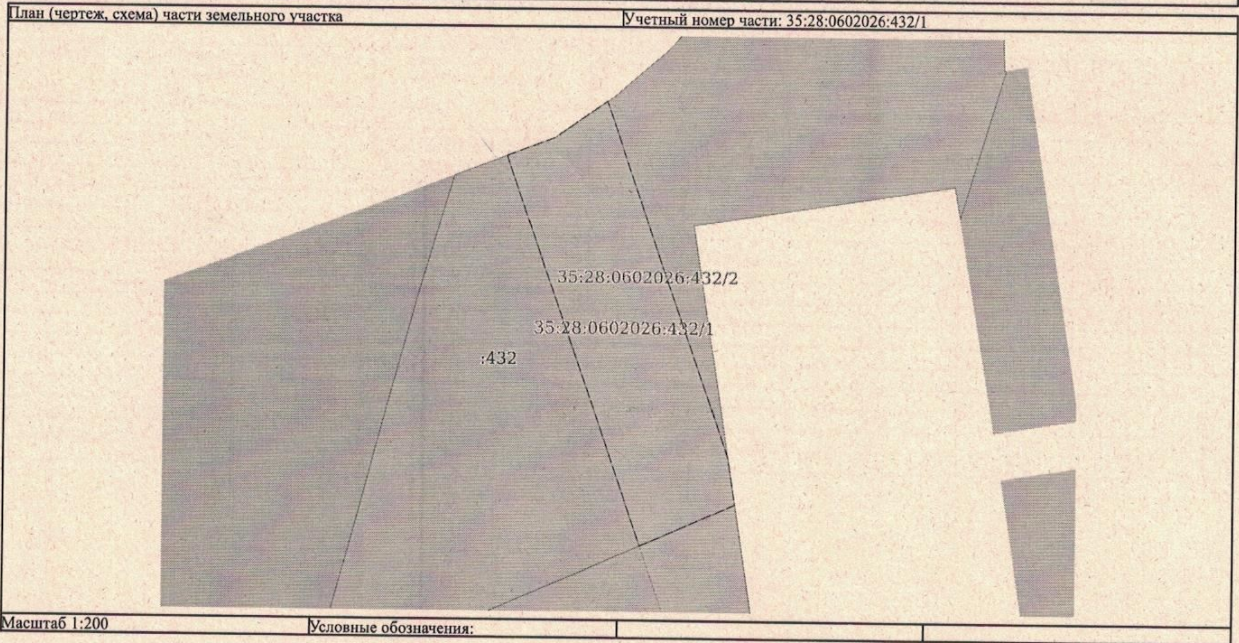 План (чертеж, схема) части земельного участка
Учетный номер части: 35:28:0602026:432/1
35:28:0602026:432/2
35:28:0602026:432/1
:432
Масштаб 1:200
Условные обозначения: